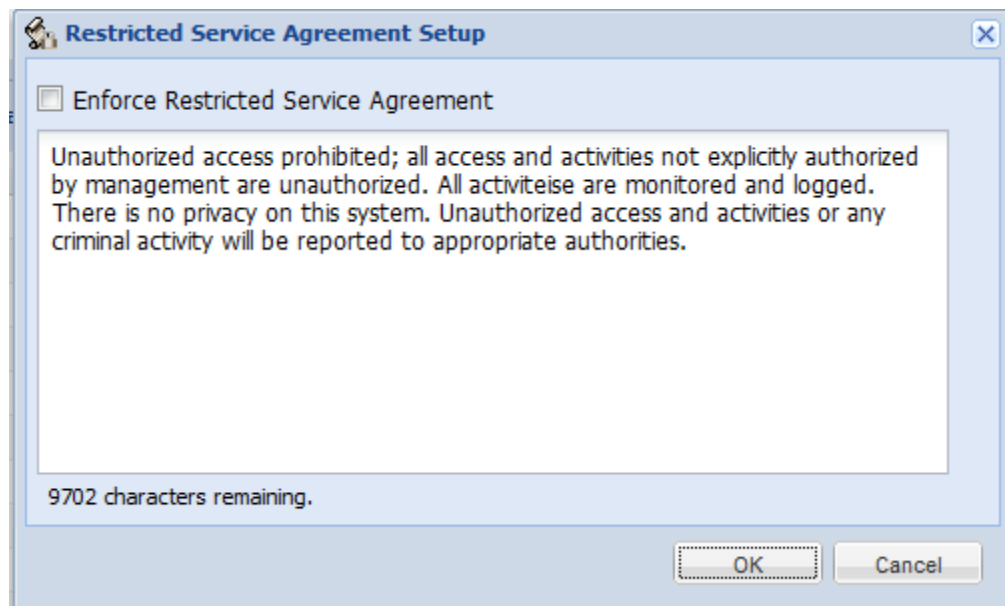 Restricted Service Agreement Setup
Enforce Restricted Service Agreement
Unauthorized access prohibited; all access and activities not explicitly authorized
by management are unauthorized. All activiteise are monitored and logged.
There is no privacy on this system. Unauthorized access and activities or any
criminal activity will be reported to appropriate authorities.
9702 characters remaining.
OK Cancel